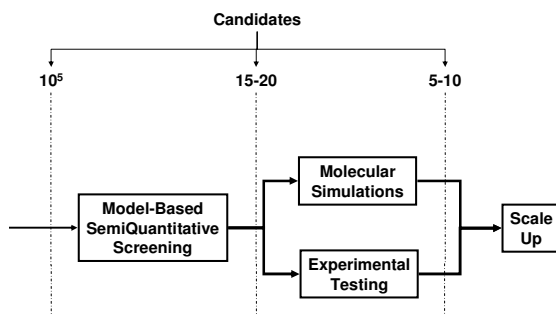 Candidates
10⁵
15-20
5-10
Molecular
Simulations
Model-Based
SemiQuantitative
Screening
Scale
Up
Experimental
Testing